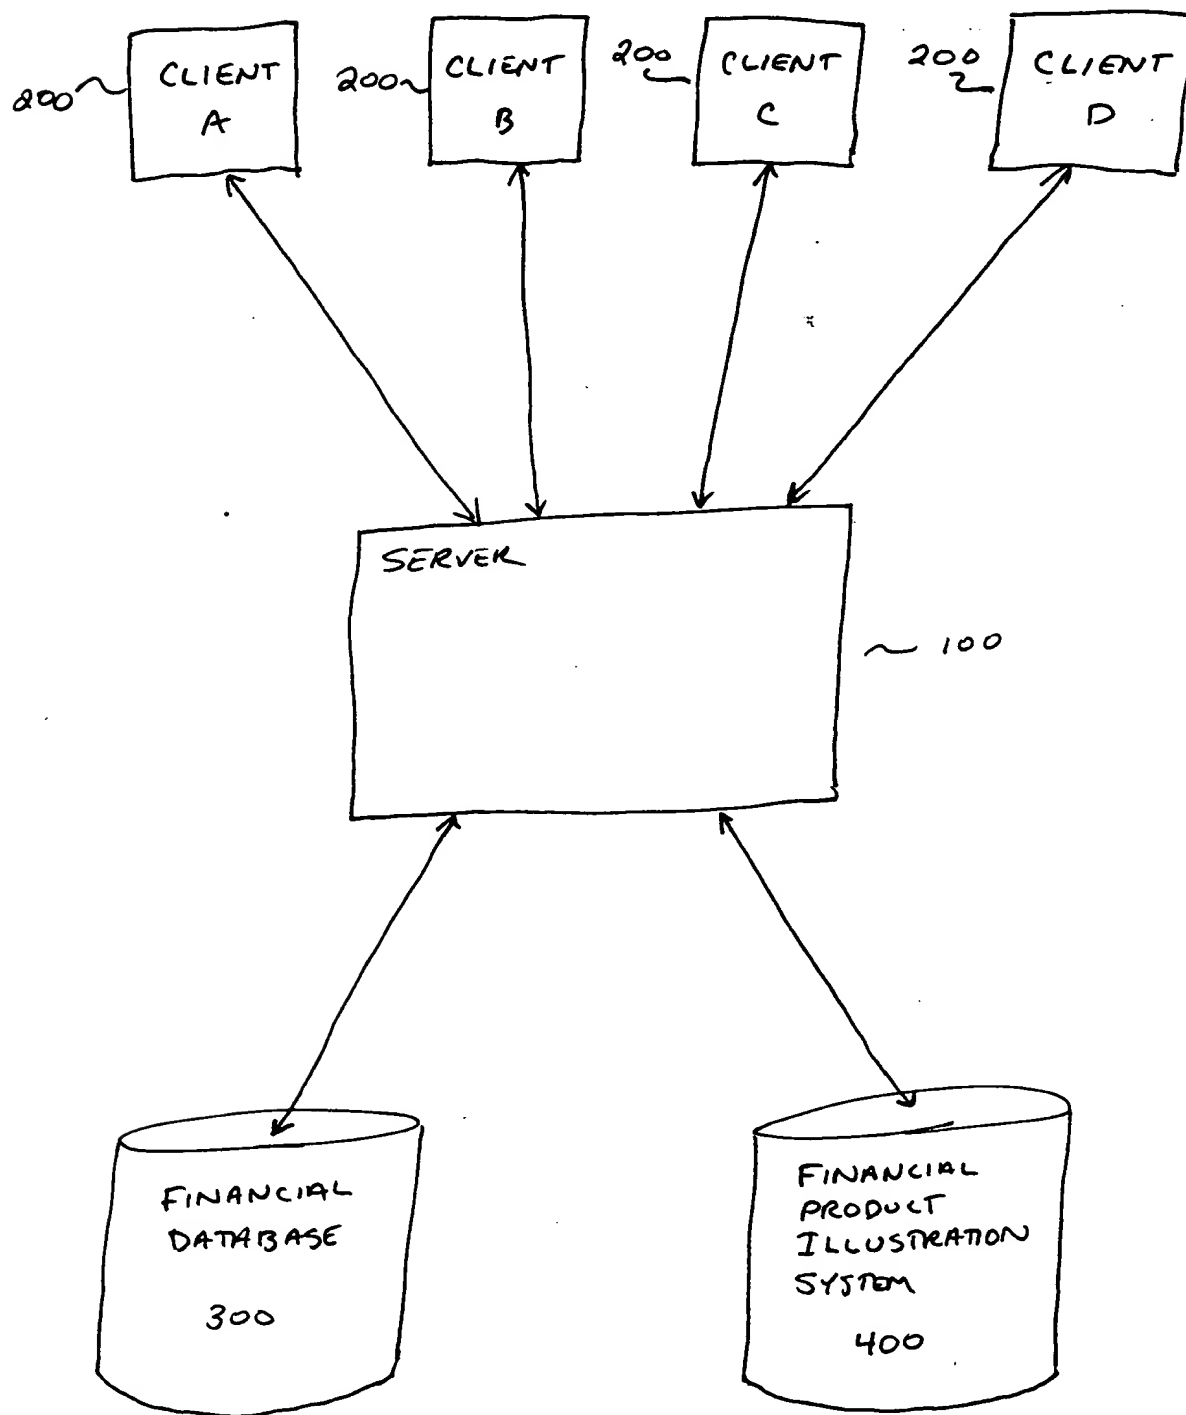 200
CLIENT
A
200
CLIENT
B
200
CLIENT
C
200
CLIENT
D
SERVER
100
FINANCIAL
DATABASE
300
FINANCIAL
PRODUCT
ILLUSTRATION
SYSTEM
400